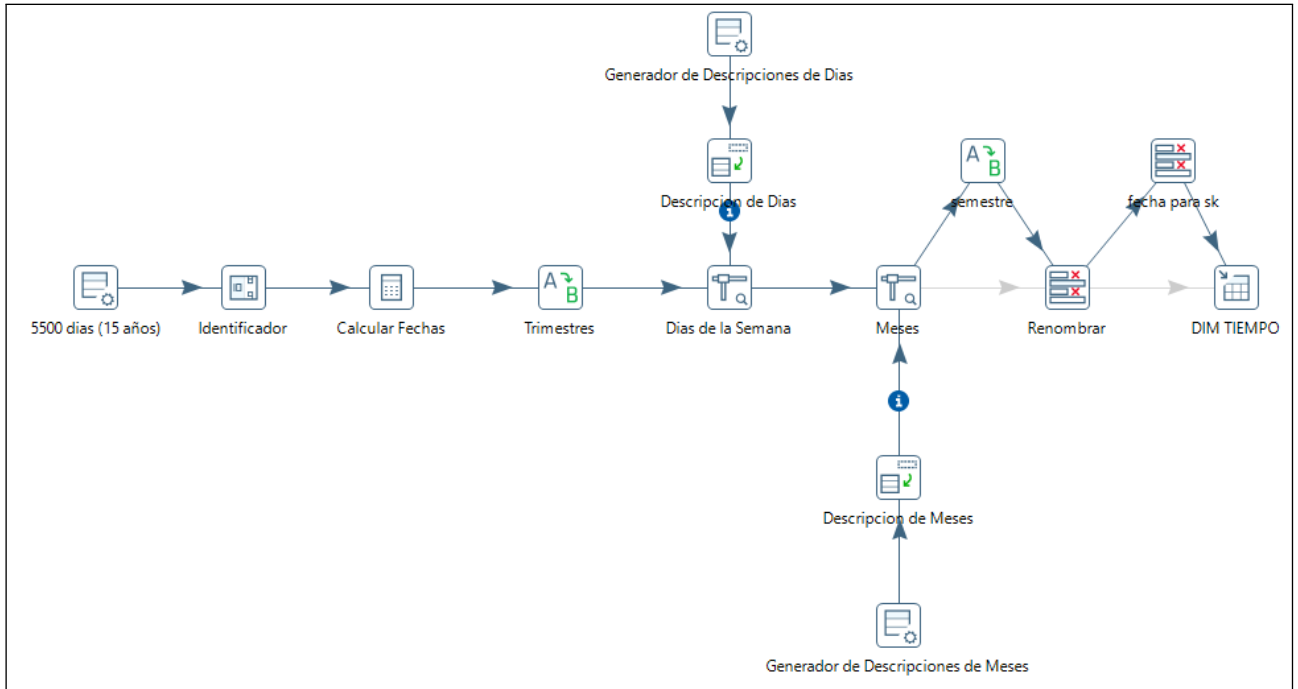 Generador de Descripciones de Dias
Descripcion de Dias
semestre
fecha para sk
5500 dias (15 años)
Identificador
Calcular Fechas
Trimestres
Dias de la Semana
Meses
Renombrar
DIM TIEMPO
Descripcion de Meses
Generador de Descripciones de Meses